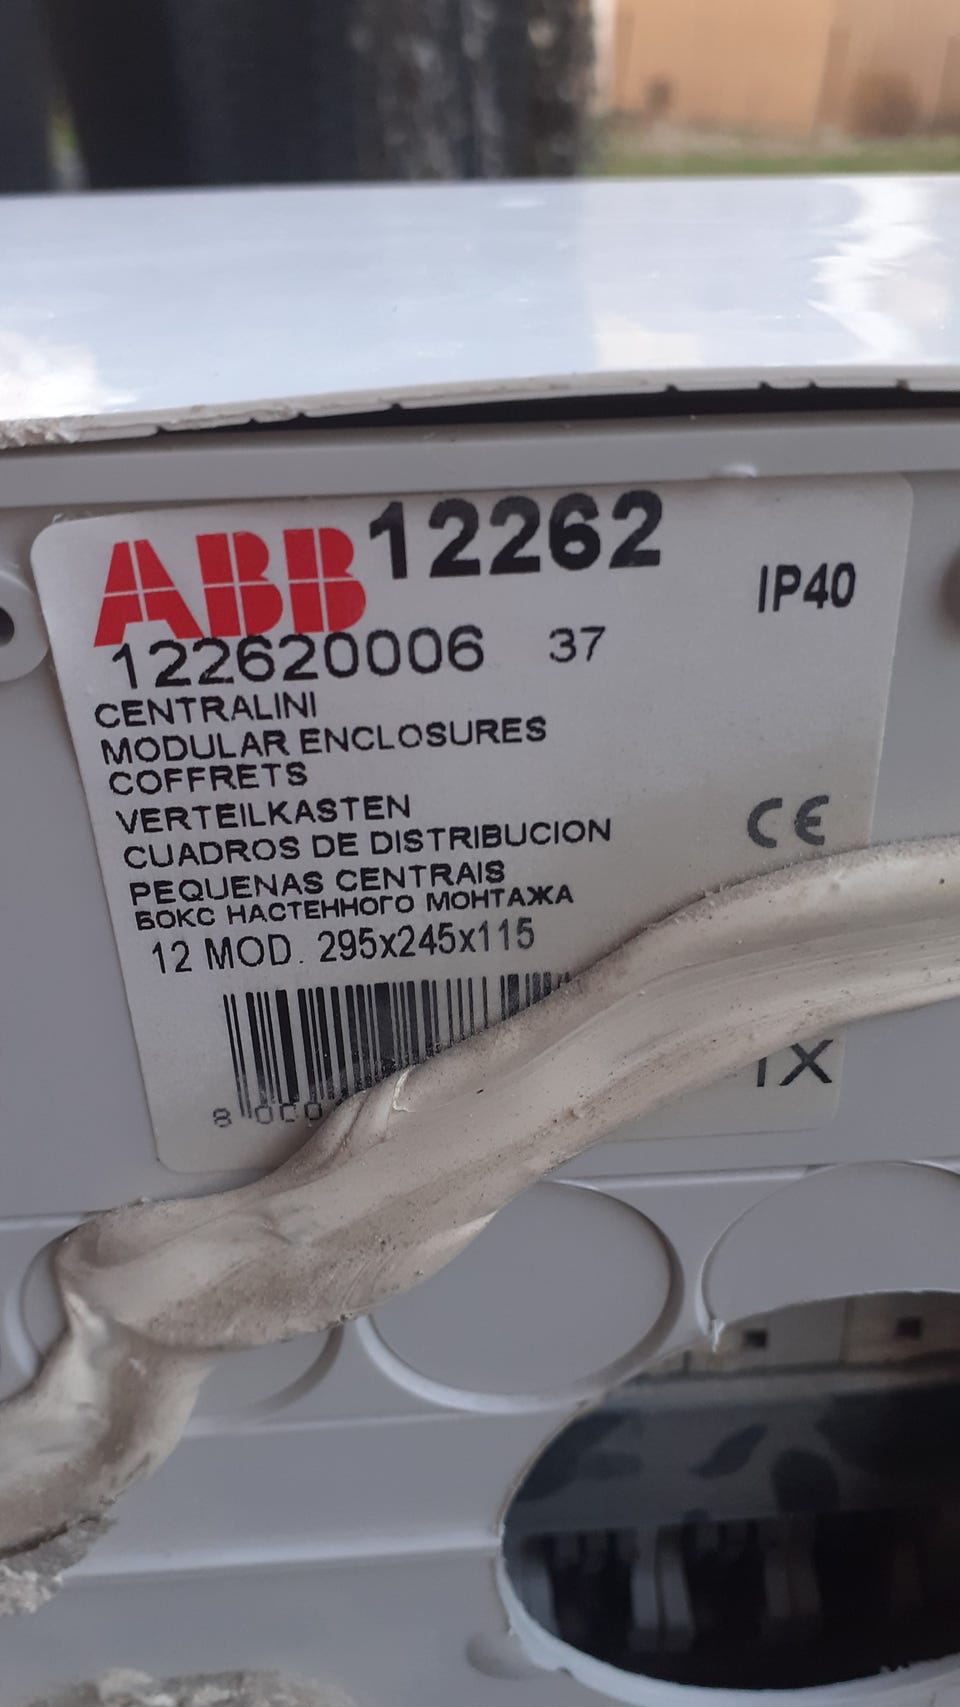 ABB 12262
IP40
122620006 37
CENTRALINI
MODULAR ENCLOSURES
COFFRETS
VERTEILKASTEN
CUADROS DE DISTRIBUCION
CE
PEQUENAS CENTRAIS
БОКС НАСТЕННОГО МОНТАЖА
12 MOD. 295x245x115